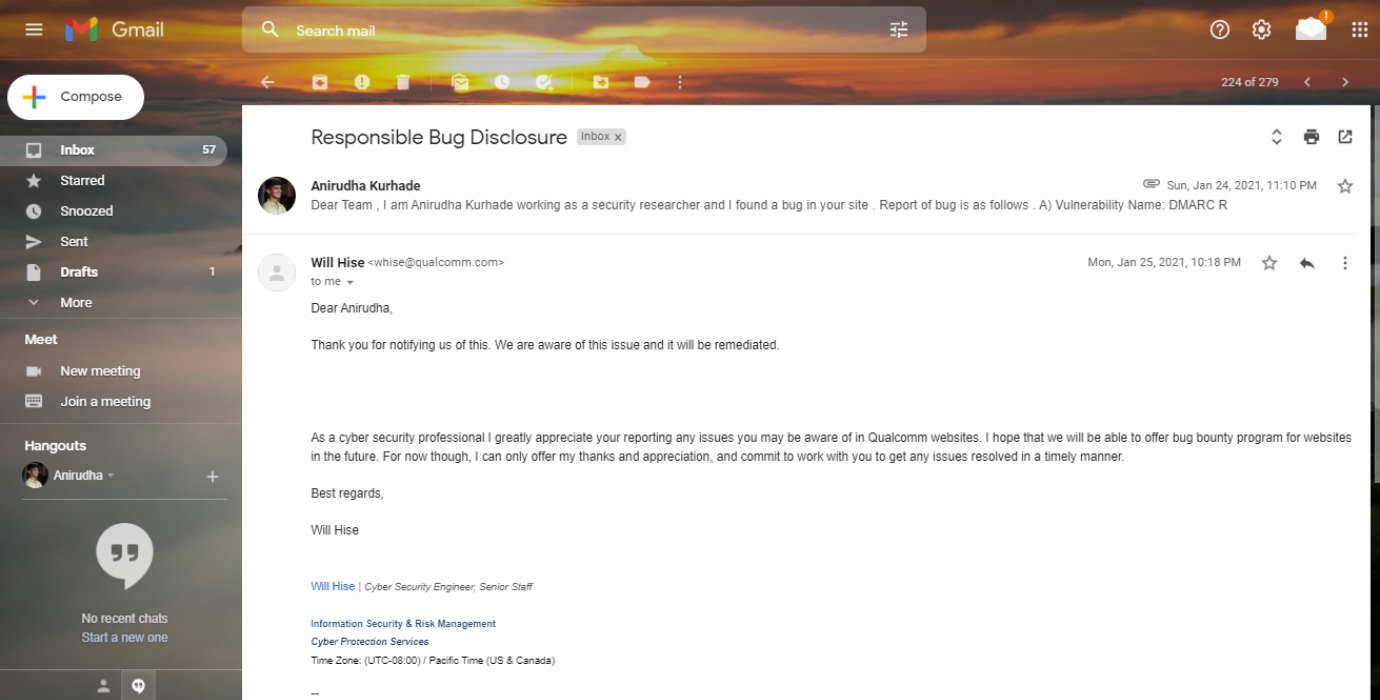 Gmail
Search mail
!
224 of 279
Compose
Inbox 57
Starred
Snoozed
Sent
Drafts 1
More
Meet
New meeting
Join a meeting
Hangouts
Anirudha
No recent chats
Start a new one
Responsible Bug Disclosure Inbox x
Anirudha Kurhade Sun, Jan 24, 2021, 11:10 PM
Dear Team , I am Anirudha Kurhade working as a security researcher and I found a bug in your site . Report of bug is as follows . A) Vulnerability Name: DMARC R
Will Hise <whise@qualcomm.com> Mon, Jan 25, 2021, 10:18 PM
to me
Dear Anirudha,
Thank you for notifying us of this. We are aware of this issue and it will be remediated.
As a cyber security professional I greatly appreciate your reporting any issues you may be aware of in Qualcomm websites. I hope that we will be able to offer bug bounty program for websites
in the future. For now though, I can only offer my thanks and appreciation, and commit to work with you to get any issues resolved in a timely manner.
Best regards,
Will Hise
Will Hise | Cyber Security Engineer, Senior Staff
Information Security & Risk Management
Cyber Protection Services
Time Zone: (UTC-08:00) / Pacific Time (US & Canada)
--